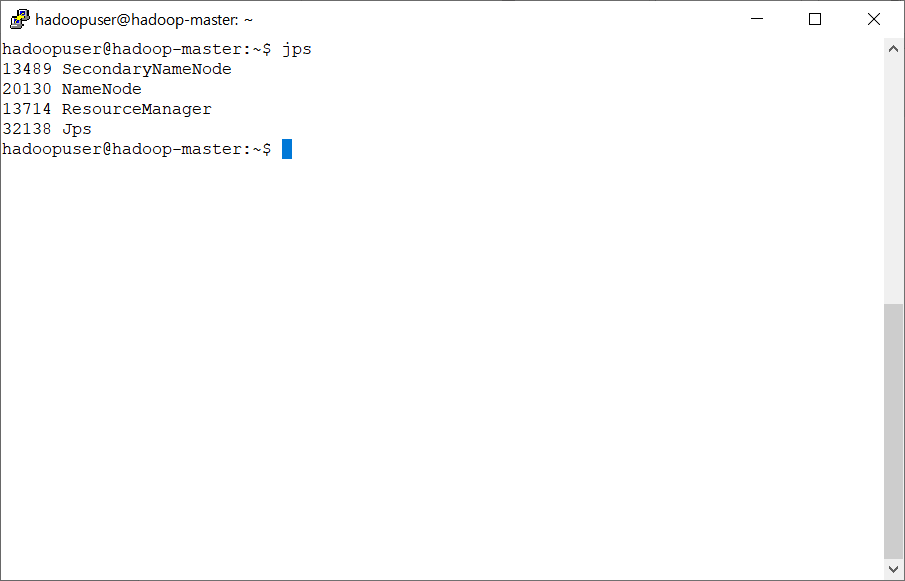 hadoopuser@hadoop-master: ~
hadoopuser@hadoop-master:~$ jps
13489 SecondaryNameNode
20130 NameNode
13714 ResourceManager
32138 Jps
hadoopuser@hadoop-master:~$